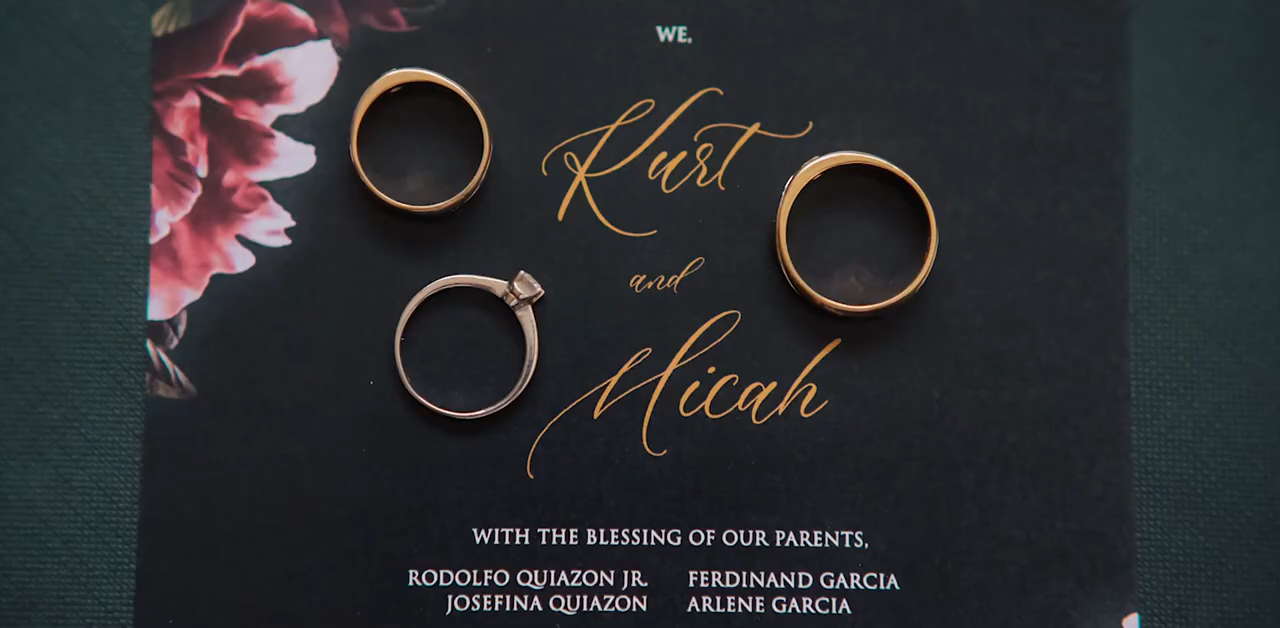 WE,
Kurt
and
Micah
WITH THE BLESSING OF OUR PARENTS,
RODOLFO QUIAZON JR. FERDINAND GARCIA
JOSEFINA QUIAZON ARLENE GARCIA